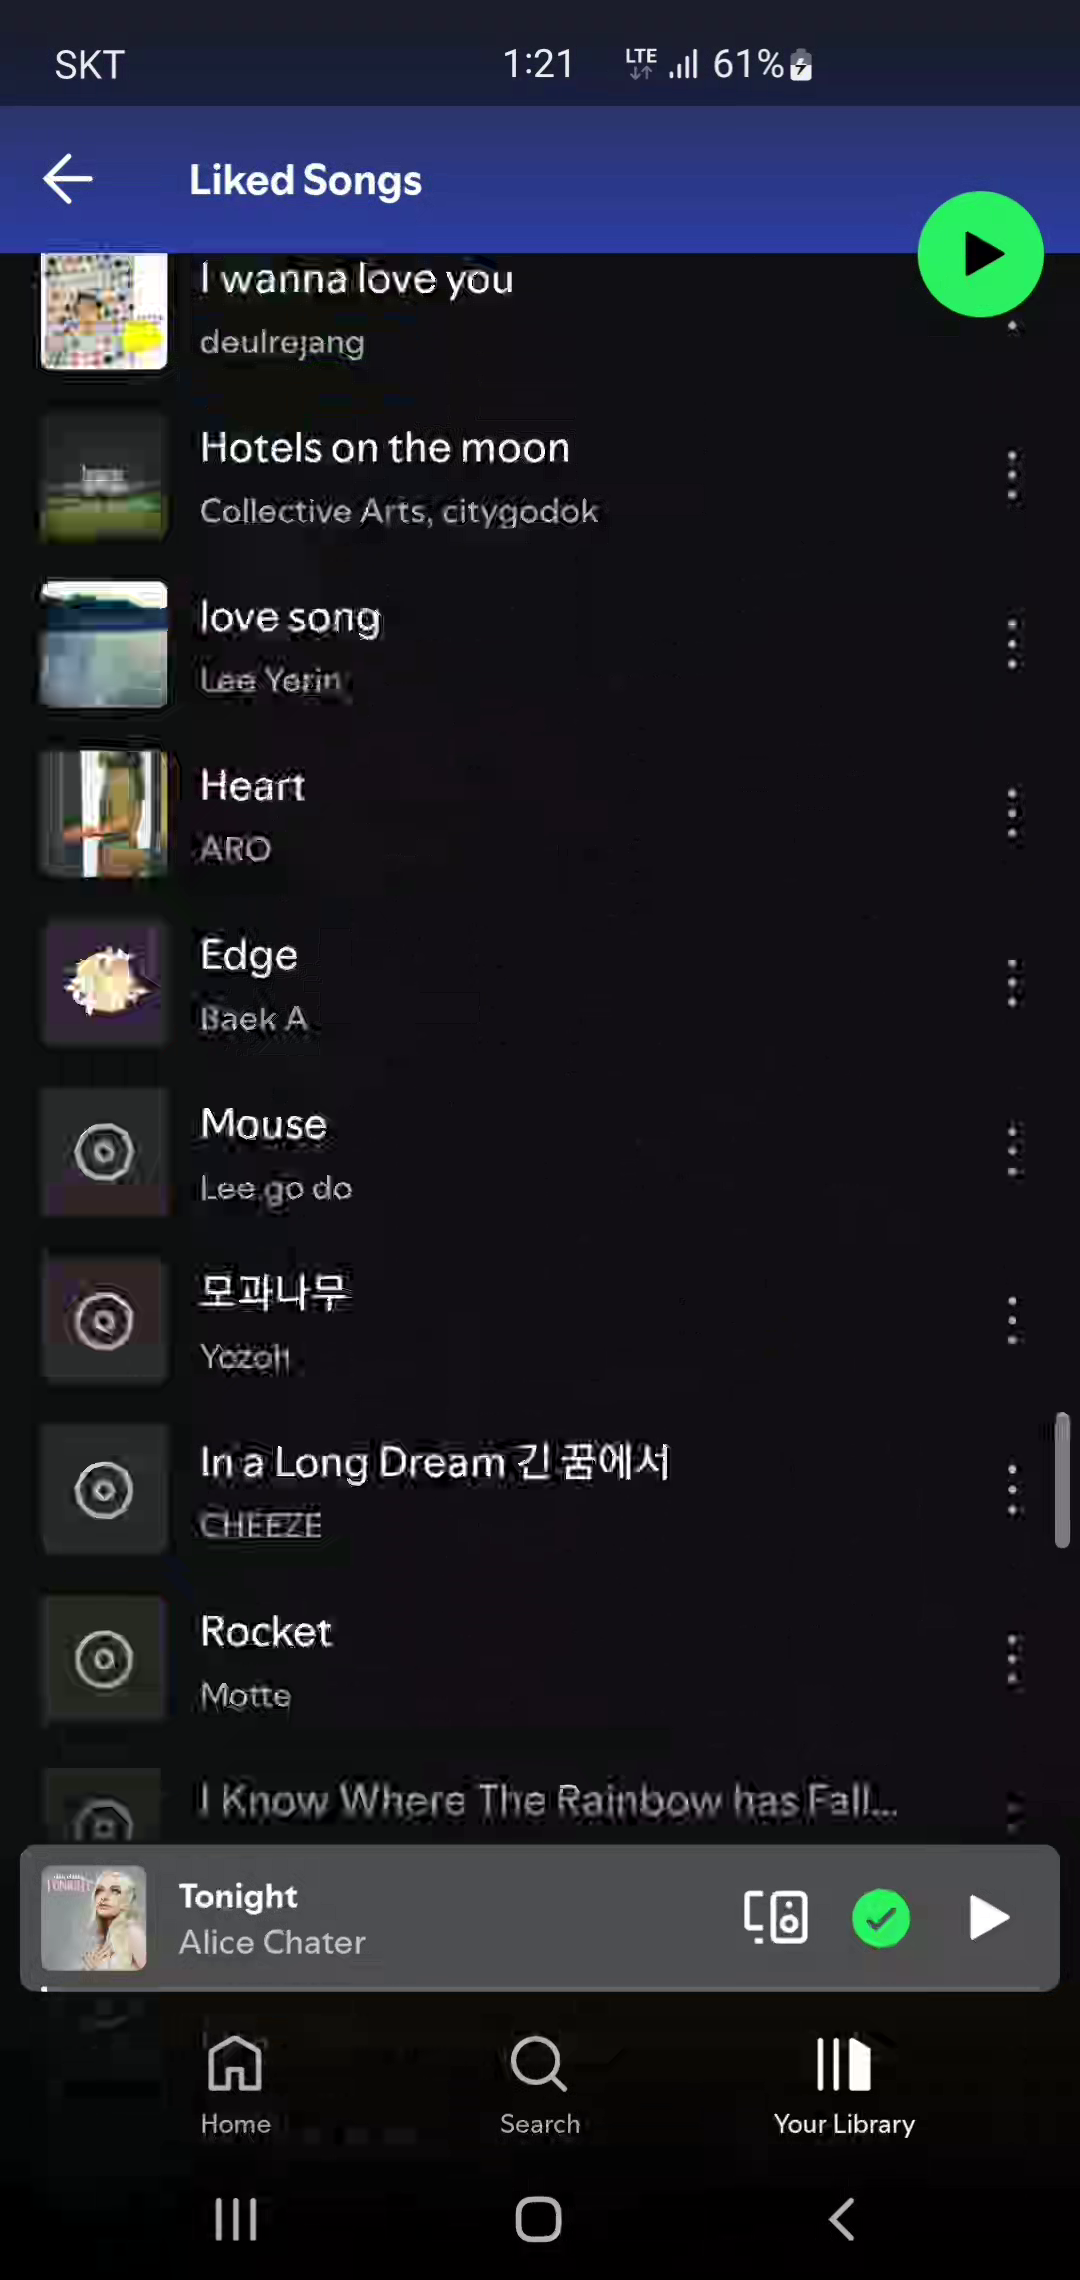 SKT 1:21 LTE 61%
Liked Songs
I wanna love you
deulrejang
Hotels on the moon
Collective Arts, citygodok
love song
Lee Yerin
Heart
ARO
Edge
Baek A
Mouse
Lee go do
모과나무
Yozoh
In a Long Dream 긴 꿈에서
CHEEZE
Rocket
Motte
I Know Where The Rainbow has Fall...
TONIGHT
Tonight
Alice Chater
Home Search Your Library